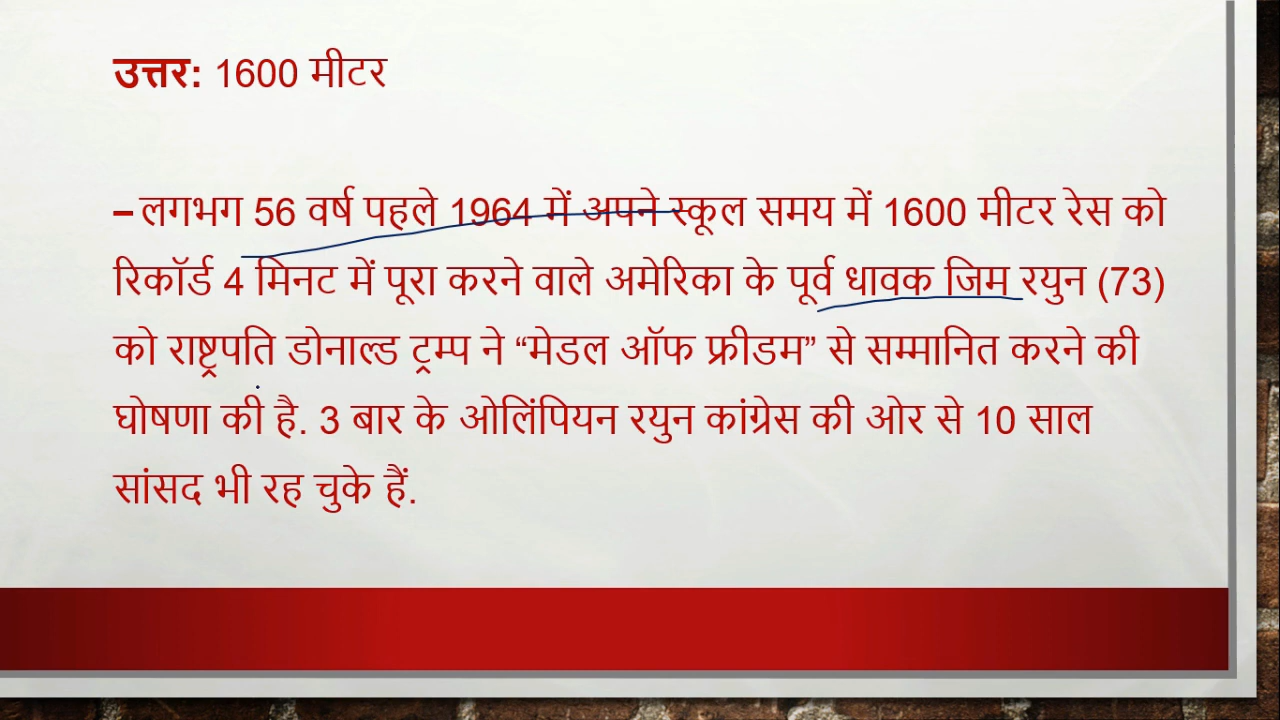 उत्तर: 1600 मीटर
– लगभग 56 वर्ष पहले 1964 में अपने स्कूल समय में 1600 मीटर रेस को
रिकॉर्ड 4 मिनट में पूरा करने वाले अमेरिका के पूर्व धावक जिम रयुन (73)
को राष्ट्रपति डोनाल्ड ट्रम्प ने “मेडल ऑफ फ्रीडम” से सम्मानित करने की
घोषणा की है. 3 बार के ओलिंपियन रयुन कांग्रेस की ओर से 10 साल
सांसद भी रह चुके हैं.